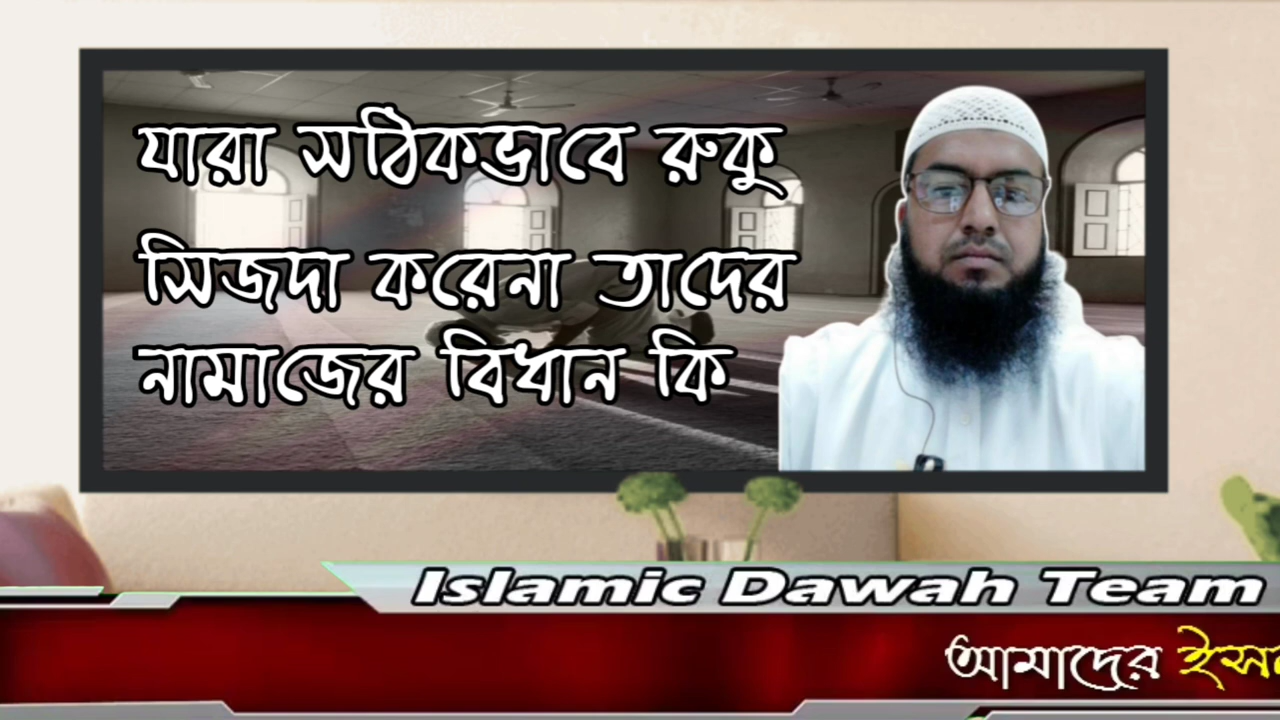 যারা সঠিকভাবে রুকু
সিজদা করেনা তাদের
নামাজের বিধান কি
Islamic Dawah Team
আমাদের